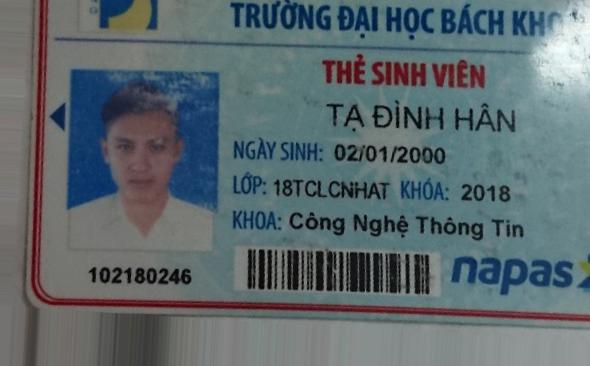 TRƯỜNG ĐẠI HỌC BÁCH KHO
THẺ SINH VIÊN
TẠ ĐÌNH HÂN
NGÀY SINH: 02/01/2000
LỚP: 18TCLCNHAT KHÓA: 2018
KHOA: Công Nghệ Thông Tin
102180246
napas